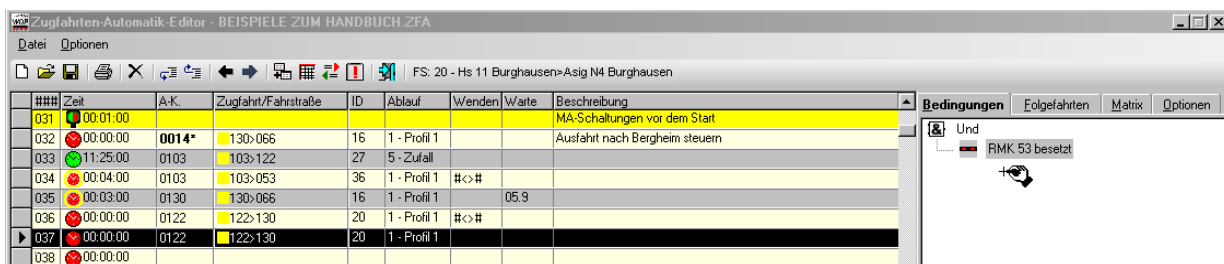 Zugfahrten-Automatik-Editor - BEISPIELE ZUM HANDBUCH.ZFA
Datei Optionen
FS: 20 - Hs 11 Burghausen>Asig N4 Burghausen
### Zeit A-K. Zugfahrt/Fahrstraße ID Ablauf Wenden Warte Beschreibung
031 00:01:00 MA-Schaltungen vor dem Start
032 00:00:00 0014* 130>066 16 1 - Profil 1 Ausfahrt nach Bergheim steuern
033 11:25:00 0103 103>122 27 5 - Zufall
034 00:04:00 0103 103>053 36 1 - Profil 1 #<>#
035 00:03:00 0130 130>066 16 1 - Profil 1 05.9
036 00:00:00 0122 122>130 20 1 - Profil 1 #<>#
037 00:00:00 0122 122>130 20 1 - Profil 1
038 00:00:00
Bedingungen Folgefahrten Matrix Optionen
& Und
RMK 53 besetzt